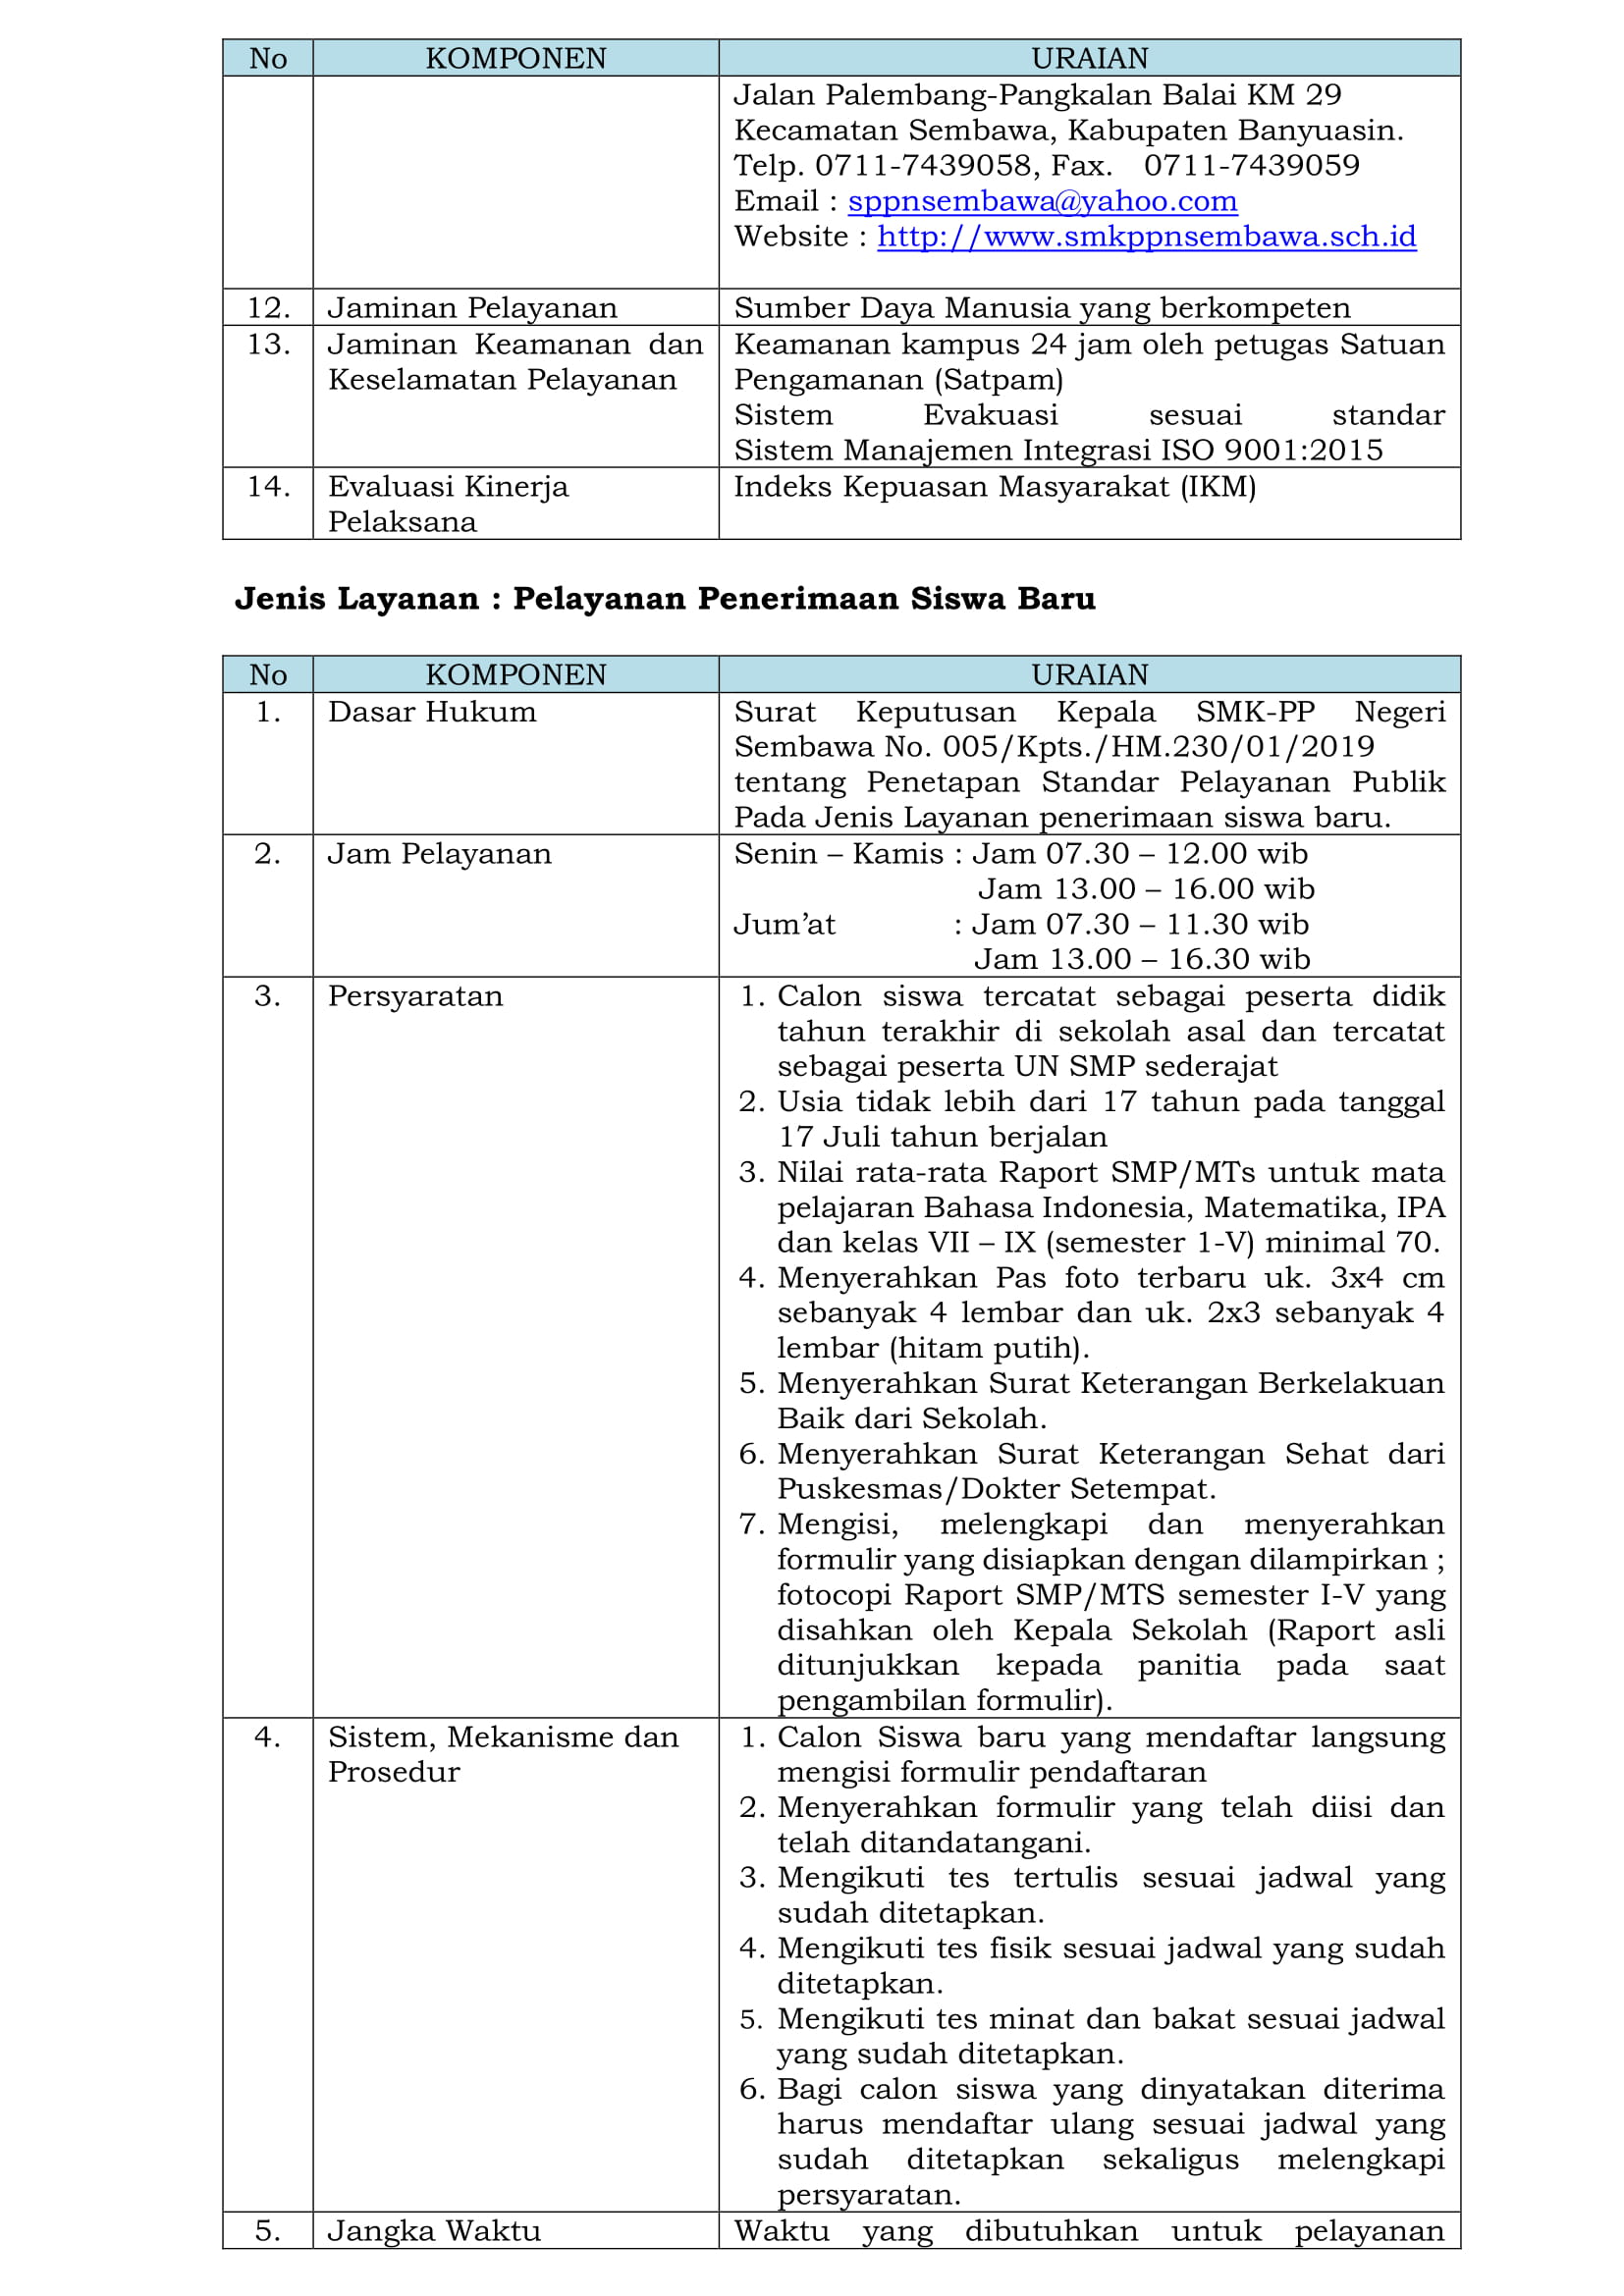 No KOMPONEN URAIAN
Jalan Palembang-Pangkalan Balai KM 29
Kecamatan Sembawa, Kabupaten Banyuasin.
Telp. 0711-7439058, Fax. 0711-7439059
Email : sppnsembawa@yahoo.com
Website : http://www.smkppnsembawa.sch.id
12. Jaminan Pelayanan Sumber Daya Manusia yang berkompeten
13. Jaminan Keamanan dan Keamanan kampus 24 jam oleh petugas Satuan
Keselamatan Pelayanan Pengamanan (Satpam)
Sistem Evakuasi sesuai standar
Sistem Manajemen Integrasi ISO 9001:2015
14. Evaluasi Kinerja Indeks Kepuasan Masyarakat (IKM)
Pelaksana
Jenis Layanan : Pelayanan Penerimaan Siswa Baru
No KOMPONEN URAIAN
1. Dasar Hukum Surat Keputusan Kepala SMK-PP Negeri
Sembawa No. 005/Kpts./HM.230/01/2019
tentang Penetapan Standar Pelayanan Publik
Pada Jenis Layanan penerimaan siswa baru.
2. Jam Pelayanan Senin – Kamis : Jam 07.30 – 12.00 wib
Jam 13.00 – 16.00 wib
Jum’at : Jam 07.30 – 11.30 wib
Jam 13.00 – 16.30 wib
3. Persyaratan 1. Calon siswa tercatat sebagai peserta didik
tahun terakhir di sekolah asal dan tercatat
sebagai peserta UN SMP sederajat
2. Usia tidak lebih dari 17 tahun pada tanggal
17 Juli tahun berjalan
3. Nilai rata-rata Raport SMP/MTs untuk mata
pelajaran Bahasa Indonesia, Matematika, IPA
dan kelas VII – IX (semester 1-V) minimal 70.
4. Menyerahkan Pas foto terbaru uk. 3x4 cm
sebanyak 4 lembar dan uk. 2x3 sebanyak 4
lembar (hitam putih).
5. Menyerahkan Surat Keterangan Berkelakuan
Baik dari Sekolah.
6. Menyerahkan Surat Keterangan Sehat dari
Puskesmas/Dokter Setempat.
7. Mengisi, melengkapi dan menyerahkan
formulir yang disiapkan dengan dilampirkan ;
fotocopi Raport SMP/MTS semester I-V yang
disahkan oleh Kepala Sekolah (Raport asli
ditunjukkan kepada panitia pada saat
pengambilan formulir).
4. Sistem, Mekanisme dan 1. Calon Siswa baru yang mendaftar langsung
Prosedur mengisi formulir pendaftaran
2. Menyerahkan formulir yang telah diisi dan
telah ditandatangani.
3. Mengikuti tes tertulis sesuai jadwal yang
sudah ditetapkan.
4. Mengikuti tes fisik sesuai jadwal yang sudah
ditetapkan.
5. Mengikuti tes minat dan bakat sesuai jadwal
yang sudah ditetapkan.
6. Bagi calon siswa yang dinyatakan diterima
harus mendaftar ulang sesuai jadwal yang
sudah ditetapkan sekaligus melengkapi
persyaratan.
5. Jangka Waktu Waktu yang dibutuhkan untuk pelayanan